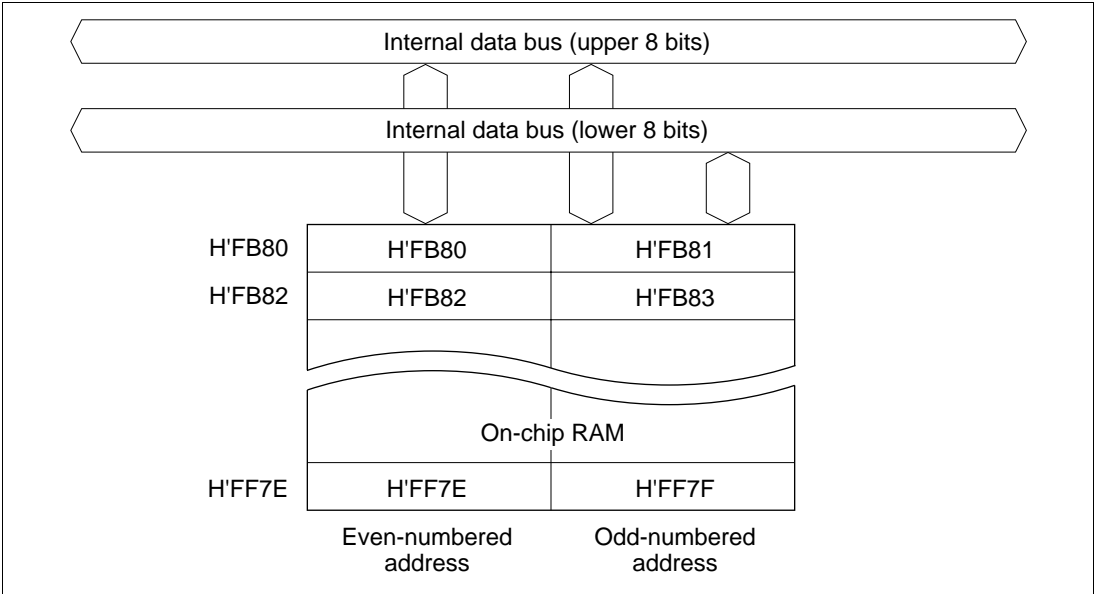 Internal data bus (upper 8 bits)
Internal data bus (lower 8 bits)
H'FB80 H'FB80 H'FB81
H'FB82 H'FB82 H'FB83
On-chip RAM
H'FF7E H'FF7E H'FF7F
Even-numbered Odd-numbered
address address